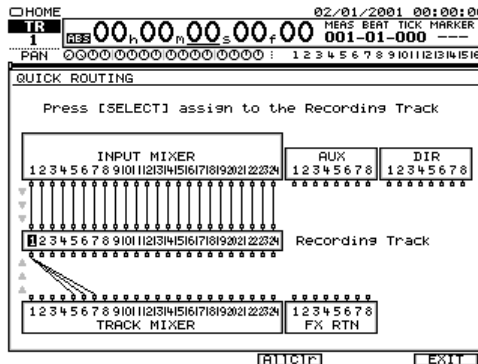 HOME 02/01/2001 00:00:00
TR 1 ABS 00h00m00s00f00 MEAS BEAT TICK MARKER
001-01-000 ---
PAN 1 2 3 4 5 6 7 8 9 10 11 12 13 14 15 16
QUICK ROUTING
Press [SELECT] assign to the Recording Track
INPUT MIXER AUX DIR
1 2 3 4 5 6 7 8 9 10 11 12 13 14 15 16 17 18 19 20 21 22 23 24 1 2 3 4 5 6 7 8 1 2 3 4 5 6 7 8
1 2 3 4 5 6 7 8 9 10 11 12 13 14 15 16 17 18 19 20 21 22 23 24 Recording Track
1 2 3 4 5 6 7 8 9 10 11 12 13 14 15 16 17 18 19 20 21 22 23 24 1 2 3 4 5 6 7 8
TRACK MIXER FX RTN
AllClr EXIT